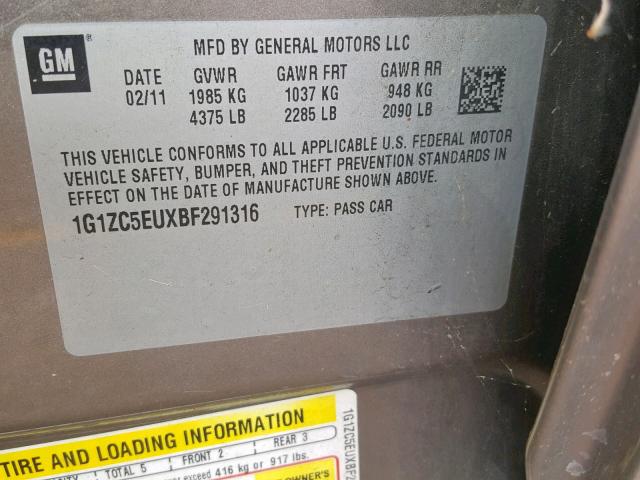 GM ®
MFD BY GENERAL MOTORS LLC
DATE GVWR GAWR FRT GAWR RR
02/11 1985 KG 1037 KG 948 KG
4375 LB 2285 LB 2090 LB
THIS VEHICLE CONFORMS TO ALL APPLICABLE U.S. FEDERAL MOTOR
VEHICLE SAFETY, BUMPER, AND THEFT PREVENTION STANDARDS IN
EFFECT ON THE DATE OF MANUFACTURE SHOWN ABOVE.
1G1ZC5EUXBF291316 TYPE: PASS CAR
TIRE AND LOADING INFORMATION
TOTAL 5 FRONT 2 REAR 3
exceed 416 kg or 917 lbs.
OWNER'S
1G1ZC5EUXBF2